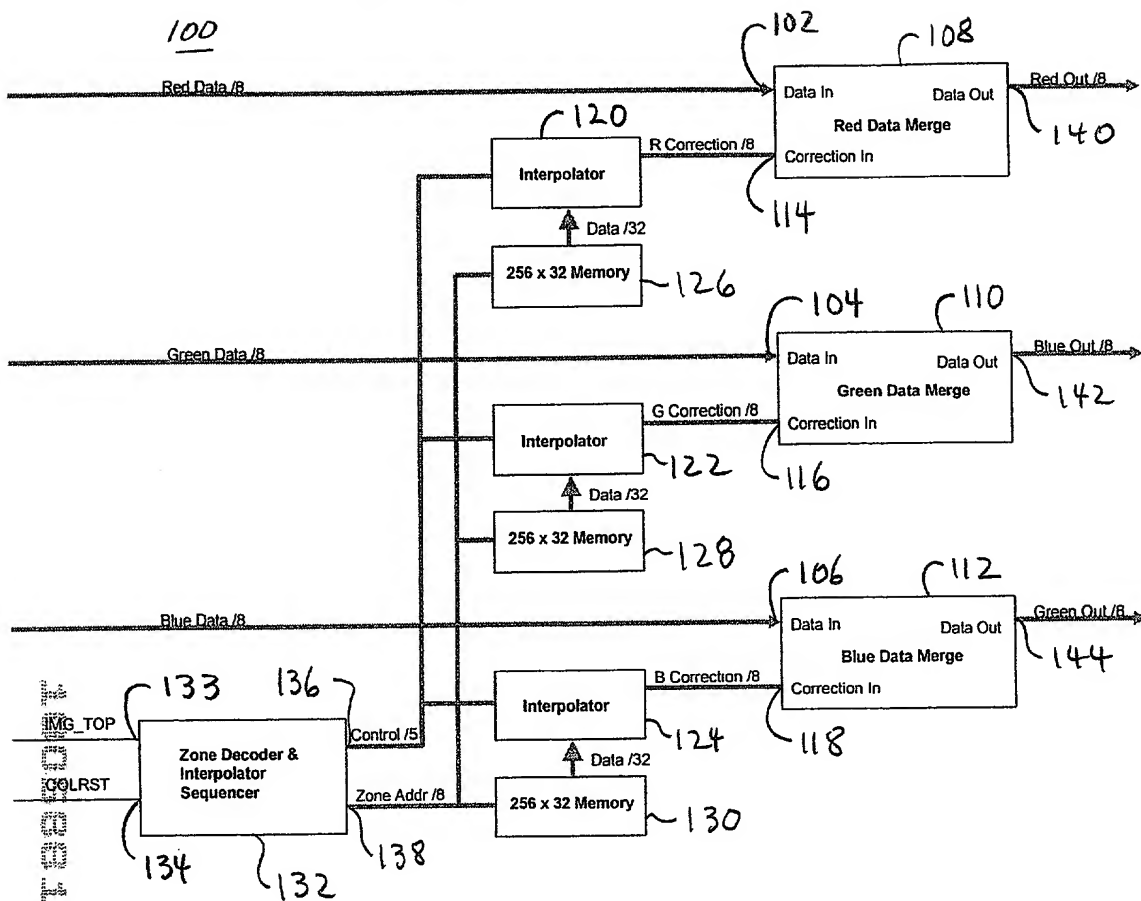 100
102
108
Red Data /8
Red Out /8
Data In
Data Out
Red Data Merge
Correction In
140
120
R Correction /8
Interpolator
114
Data /32
256 x 32 Memory
126
104
110
Green Data /8
Blue Out /8
Data In
Data Out
Green Data Merge
Correction In
142
G Correction /8
Interpolator
122
116
Data /32
256 x 32 Memory
128
106
112
Blue Data /8
Green Out /8
Data In
Data Out
Blue Data Merge
Correction In
144
B Correction /8
Interpolator
124
118
Data /32
256 x 32 Memory
130
133
136
IMG_TOP
Control /5
Zone Decoder &
Interpolator
Sequencer
COLRST
Zone Addr /8
134
132
138